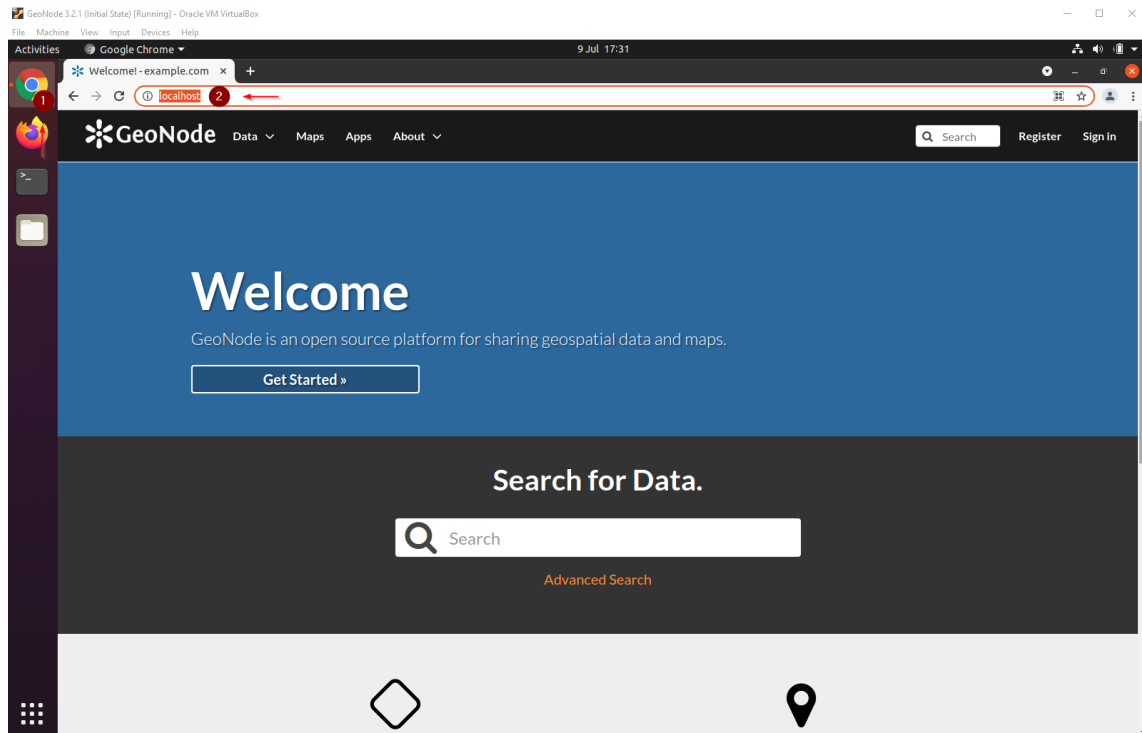 GeoNode 3.2.1 (Initial State) [Running] - Oracle VM VirtualBox
File Machine View Input Devices Help
Activities Google Chrome 9 Jul 17:31
Welcome! - example.com
1
localhost 2
GeoNode Data Maps Apps About Search Register Sign in
>_
Welcome
GeoNode is an open source platform for sharing geospatial data and maps.
Get Started »
Search for Data.
Search
Advanced Search